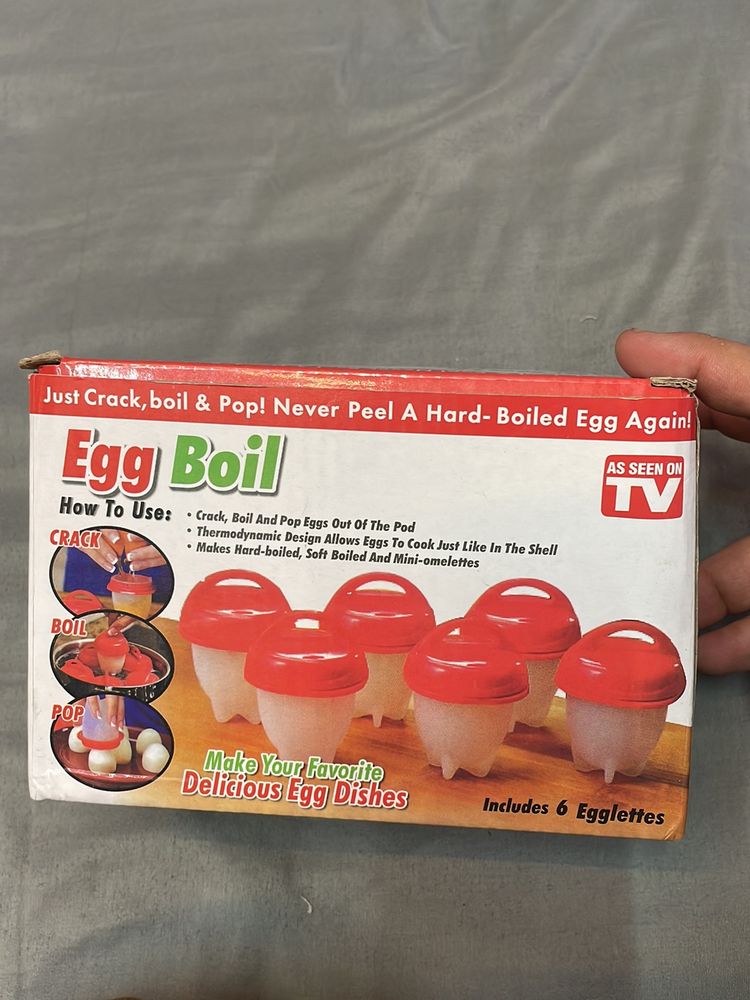 Just Crack, boil & Pop! Never Peel A Hard-Boiled Egg Again!
Egg Boil
AS SEEN ON
TV
How To Use:
• Crack, Boil And Pop Eggs Out Of The Pod
• Thermodynamic Design Allows Eggs To Cook Just Like In The Shell
• Makes Hard-boiled, Soft Boiled And Mini-omelettes
CRACK
BOIL
POP
Make Your Favorite
Delicious Egg Dishes
Includes 6 Egglettes